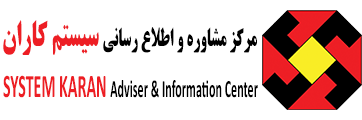 مرکز مشاوره و اطلاع رسانی سیستم کاران
SYSTEM KARAN Adviser & Information Center